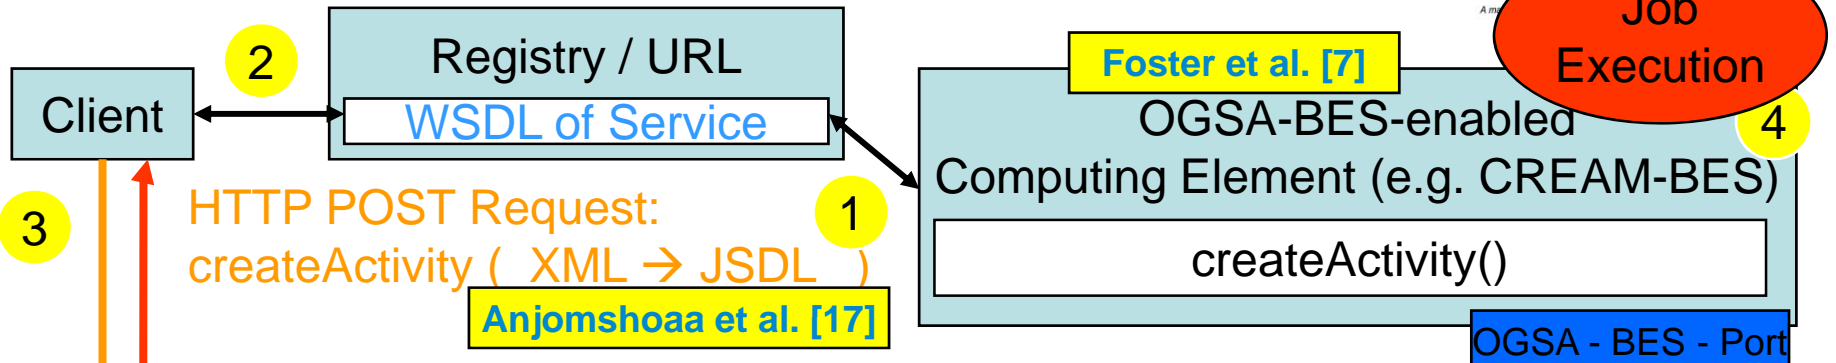 A ma
Job
Execution
2
Registry / URL
Foster et al. [7]
Client
WSDL of Service
OGSA-BES-enabled
4
Computing Element (e.g. CREAM-BES)
3
HTTP POST Request:
1
createActivity ( XML → JSDL )
createActivity()
Anjomshoaa et al. [17]
OGSA - BES - Port